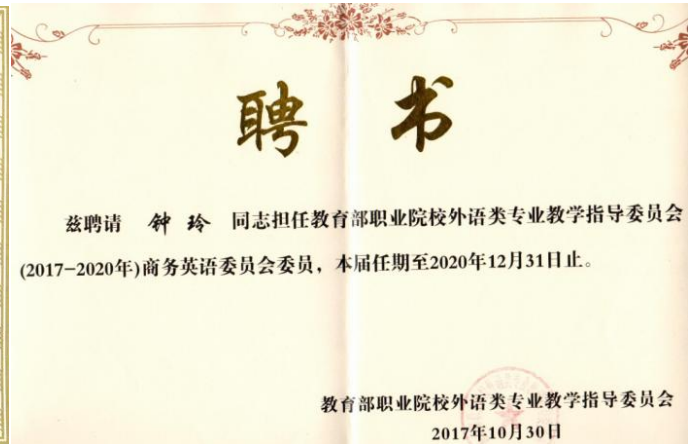 聘 书
兹聘请 钟玲 同志担任教育部职业院校外语类专业教学指导委员会
(2017-2020年)商务英语委员会委员，本届任期至2020年12月31日止。
教育部职业院校外语类专业教学指导委员会
2017年10月30日